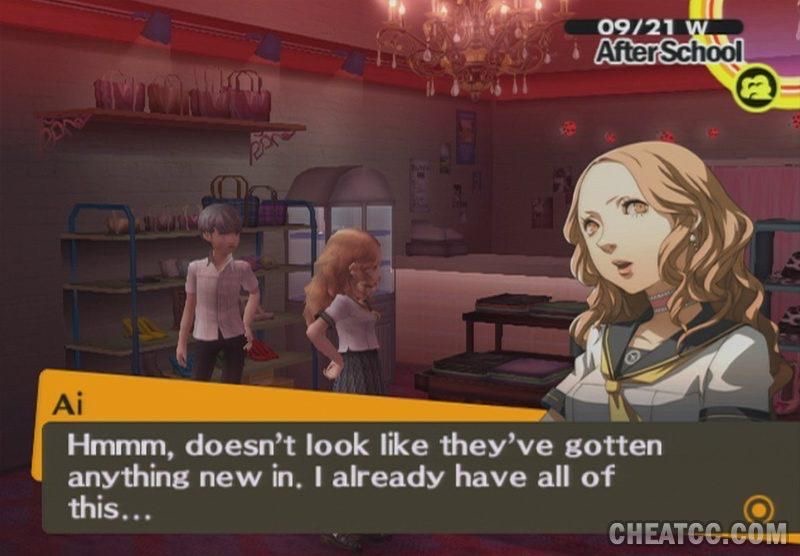 09/21 W
After School
Ai
Hmmm, doesn't look like they've gotten
anything new in. I already have all of
this...
CHEATCC.COM